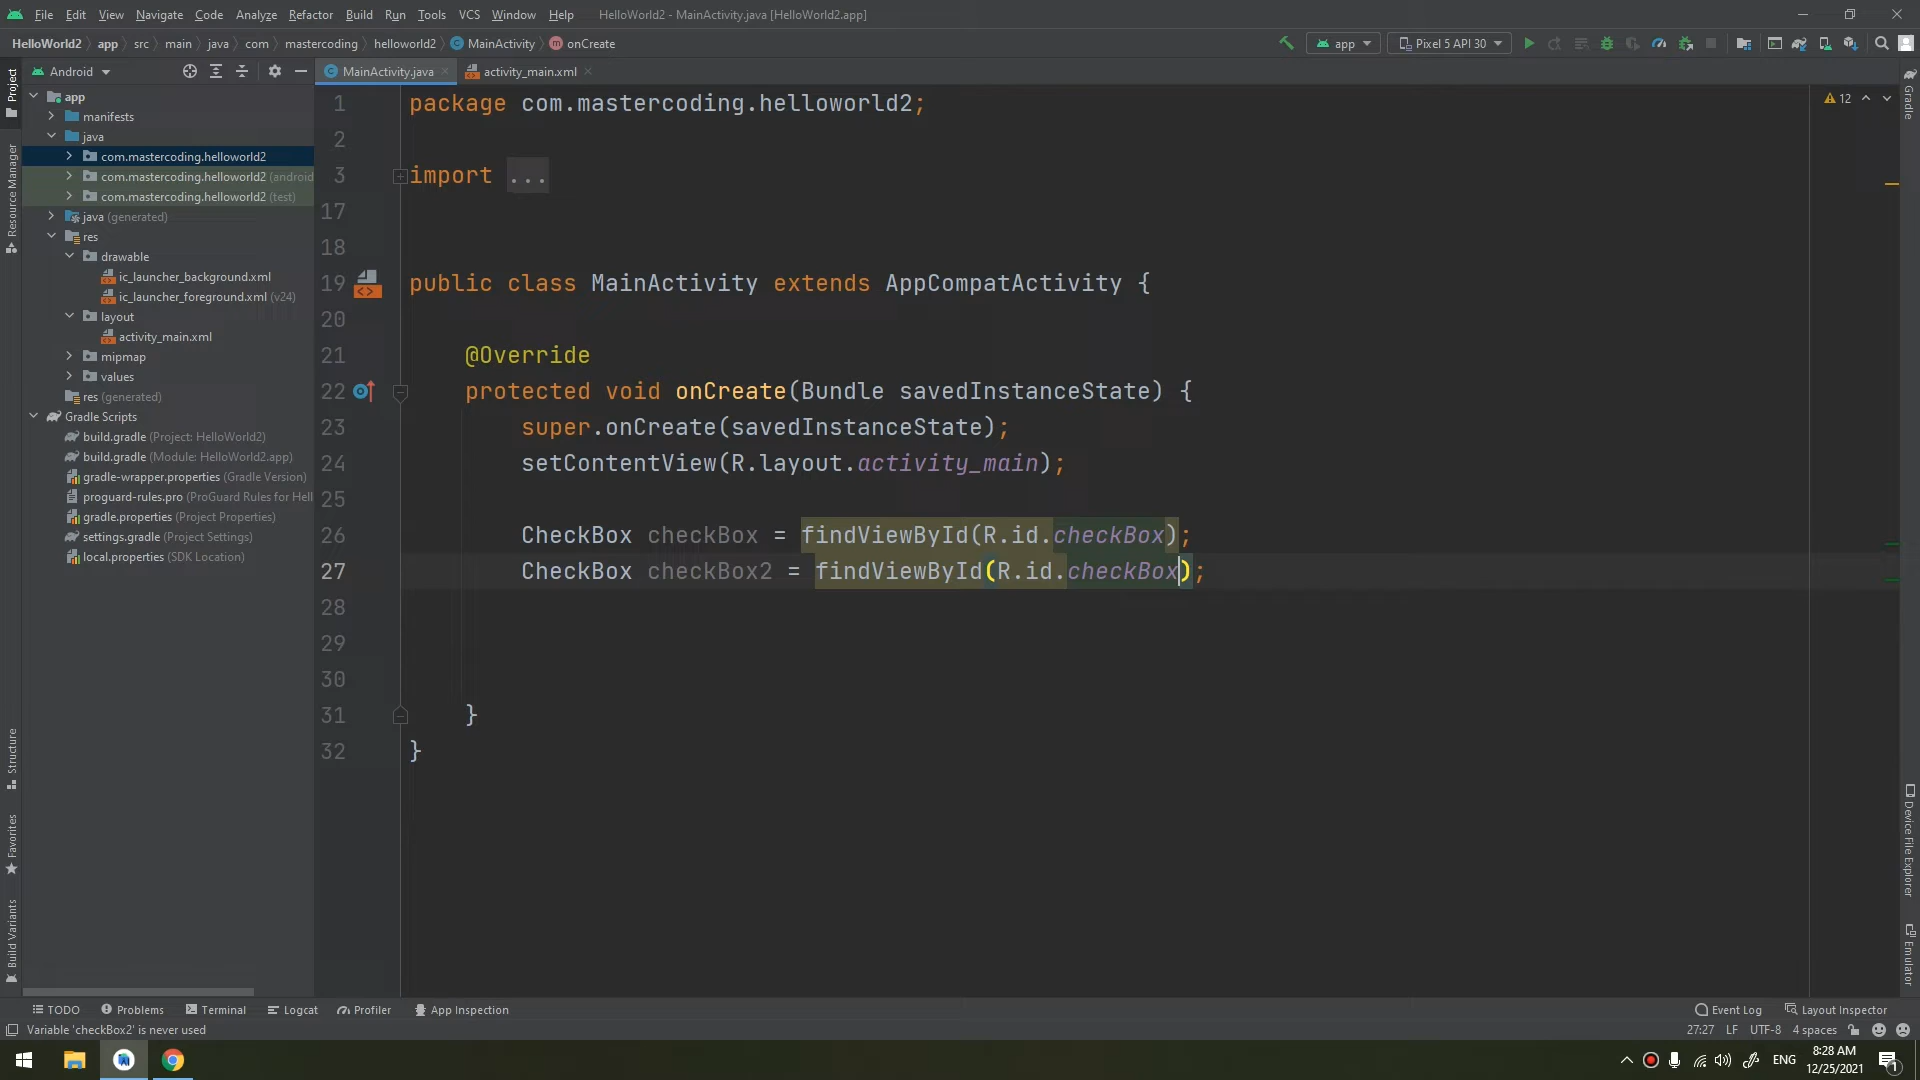 File Edit View Navigate Code Analyze Refactor Build Run Tools VCS Window Help HelloWorld2 - MainActivity.java [HelloWorld2.app]
HelloWorld2 app src main java com mastercoding helloworld2 MainActivity onCreate app Pixel 5 API 30
Project
Resource Manager
Structure
Favorites
Build Variants
Android
app
manifests
java
com.mastercoding.helloworld2
com.mastercoding.helloworld2 (android
com.mastercoding.helloworld2 (test)
java (generated)
res
drawable
ic_launcher_background.xml
ic_launcher_foreground.xml (v24)
layout
activity_main.xml
mipmap
values
res (generated)
Gradle Scripts
build.gradle (Project: HelloWorld2)
build.gradle (Module: HelloWorld2.app)
gradle-wrapper.properties (Gradle Version)
proguard-rules.pro (ProGuard Rules for Hell
gradle.properties (Project Properties)
settings.gradle (Project Settings)
local.properties (SDK Location)
MainActivity.java activity_main.xml
12
1 package com.mastercoding.helloworld2;
2
3 import ...
17
18
19 public class MainActivity extends AppCompatActivity {
20
21 @Override
22 protected void onCreate(Bundle savedInstanceState) {
23 super.onCreate(savedInstanceState);
24 setContentView(R.layout.activity_main);
25
26 CheckBox checkBox = findViewById(R.id.checkBox);
27 CheckBox checkBox2 = findViewById(R.id.checkBox);
28
29
30
31 }
32 }
Gradle
Device File Explorer
Emulator
TODO Problems Terminal Logcat Profiler App Inspection Event Log Layout Inspector
Variable 'checkBox2' is never used 27:27 LF UTF-8 4 spaces
ENG 8:28 AM
12/25/2021
1